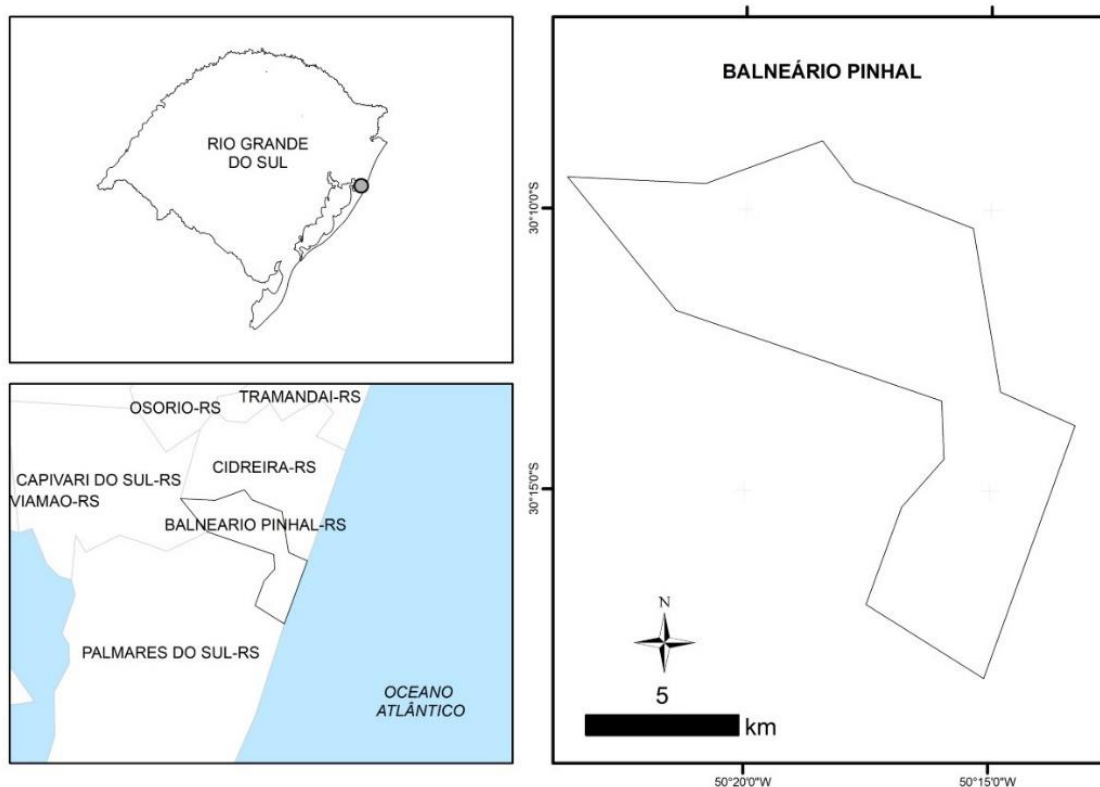 RIO GRANDE
DO SUL
TRAMANDAI-RS
OSORIO-RS
CIDREIRA-RS
CAPIVARI DO SUL-RS
VIAMAO-RS
BALNEARIO PINHAL-RS
PALMARES DO SUL-RS
OCEANO
ATLÂNTICO
BALNEÁRIO PINHAL
30°10'0"S
30°15'0"S
N
5
km
50°20'0"W
50°15'0"W